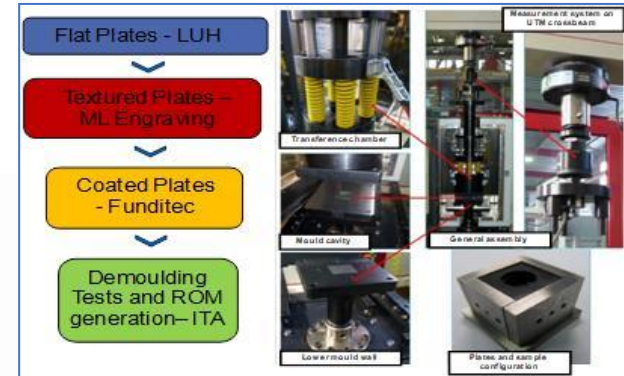 Flat Plates - LUH
Textured Plates –
ML Engraving
Coated Plates
- Funditec
Demoulding
Tests and ROM
generation– ITA
Transference chamber
Mould cavity
Lower mould wall
Measurement system on
UTM crossbeam
General assembly
Plates and sample
configuration